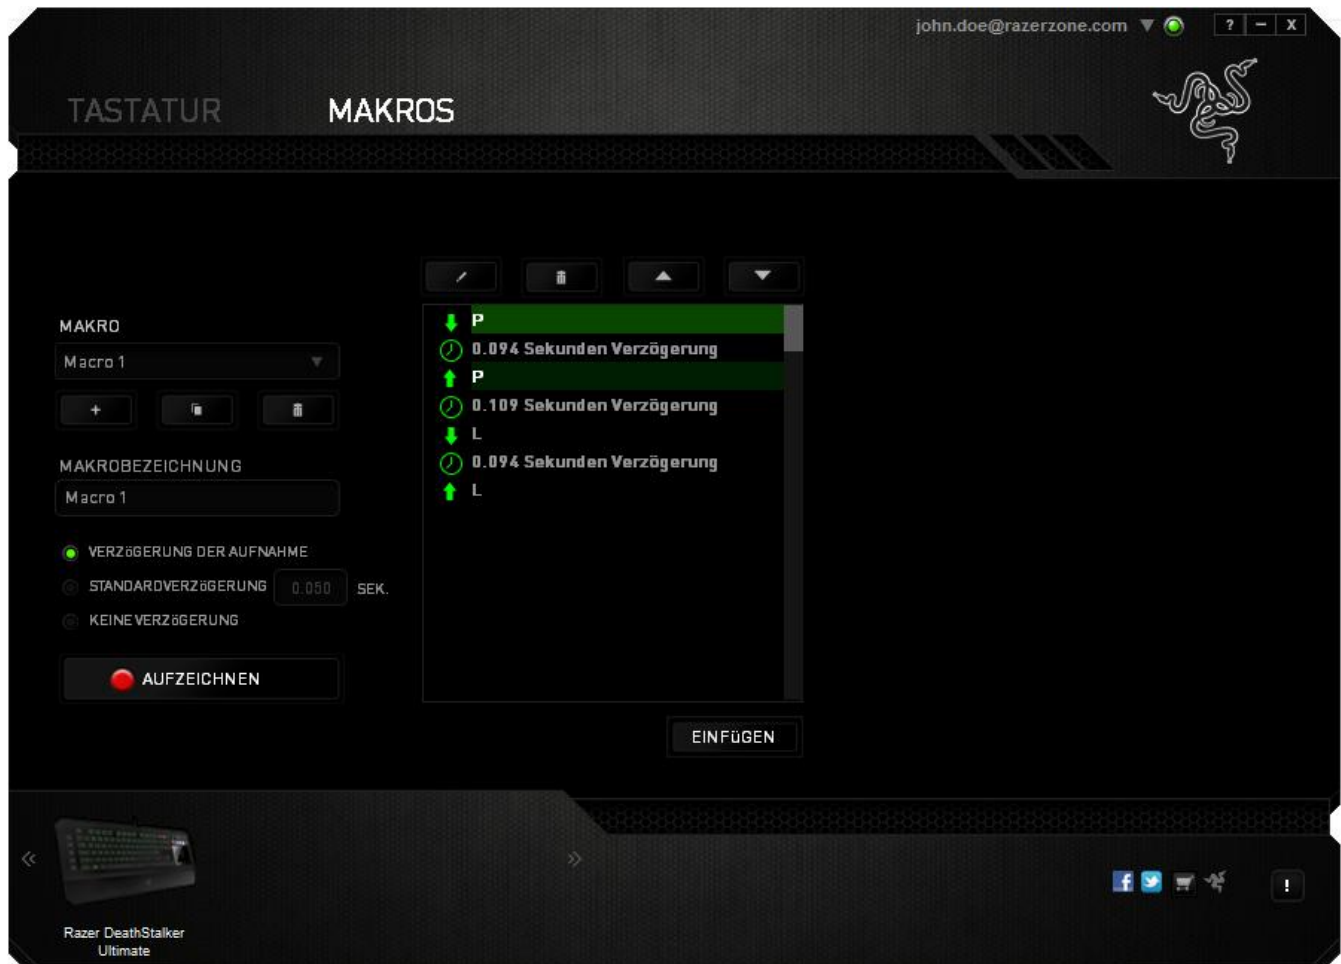 john.doe@razerzone.com
? – X
TASTATUR MAKROS
MAKRO
Macro 1
MAKROBEZEICHNUNG
Macro 1
VERZöGERUNG DER AUFNAHME
STANDARDVERZöGERUNG 0.050 SEK.
KEINE VERZöGERUNG
AUFZEICHNEN
P
0.094 Sekunden Verzögerung
P
0.109 Sekunden Verzögerung
L
0.094 Sekunden Verzögerung
L
EINFüGEN
Razer DeathStalker
Ultimate
!